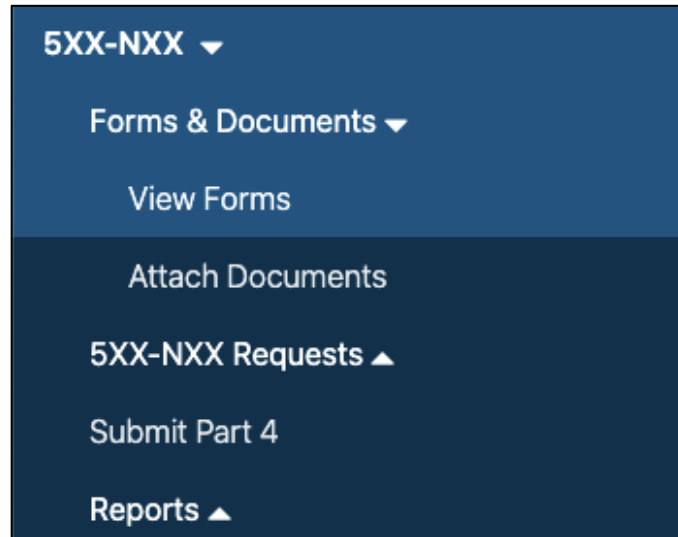 5XX-NXX
Forms & Documents
View Forms
Attach Documents
5XX-NXX Requests
Submit Part 4
Reports